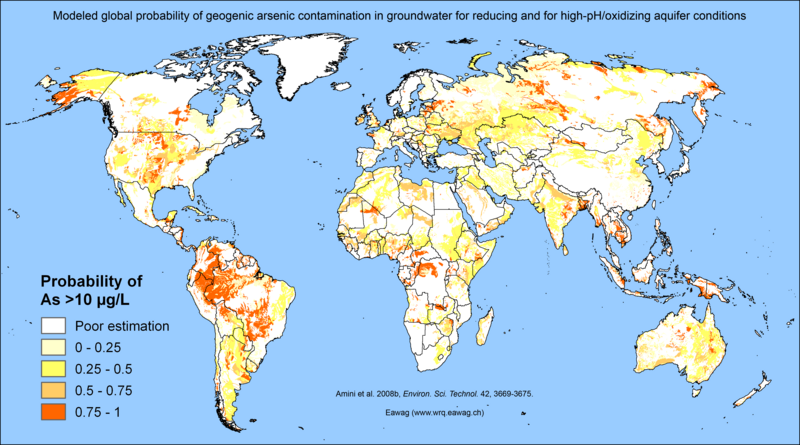 Modeled global probability of geogenic arsenic contamination in groundwater for reducing and for high-pH/oxidizing aquifer conditions
Probability of
As >10 µg/L
Poor estimation
0 - 0.25
0.25 - 0.5
0.5 - 0.75
0.75 - 1
Amini et al. 2008b, Environ. Sci. Technol. 42, 3669-3675.
Eawag (www.wrq.eawag.ch)